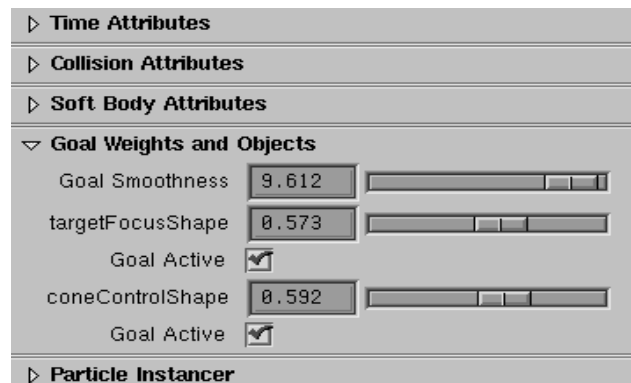 Time Attributes
Collision Attributes
Soft Body Attributes
Goal Weights and Objects
Goal Smoothness 9.612
targetFocusShape 0.573
Goal Active
coneControlShape 0.592
Goal Active
Particle Instancer